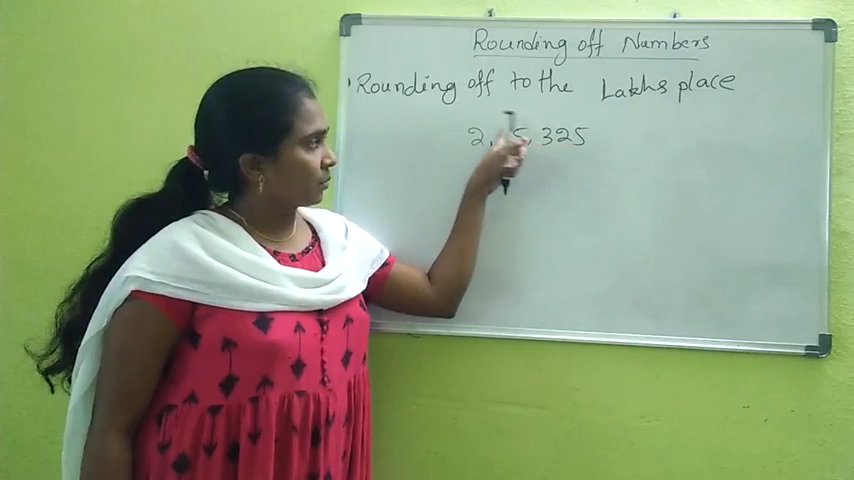 Rounding off Numbers
Rounding off to the Lakhs place
2, 5,325